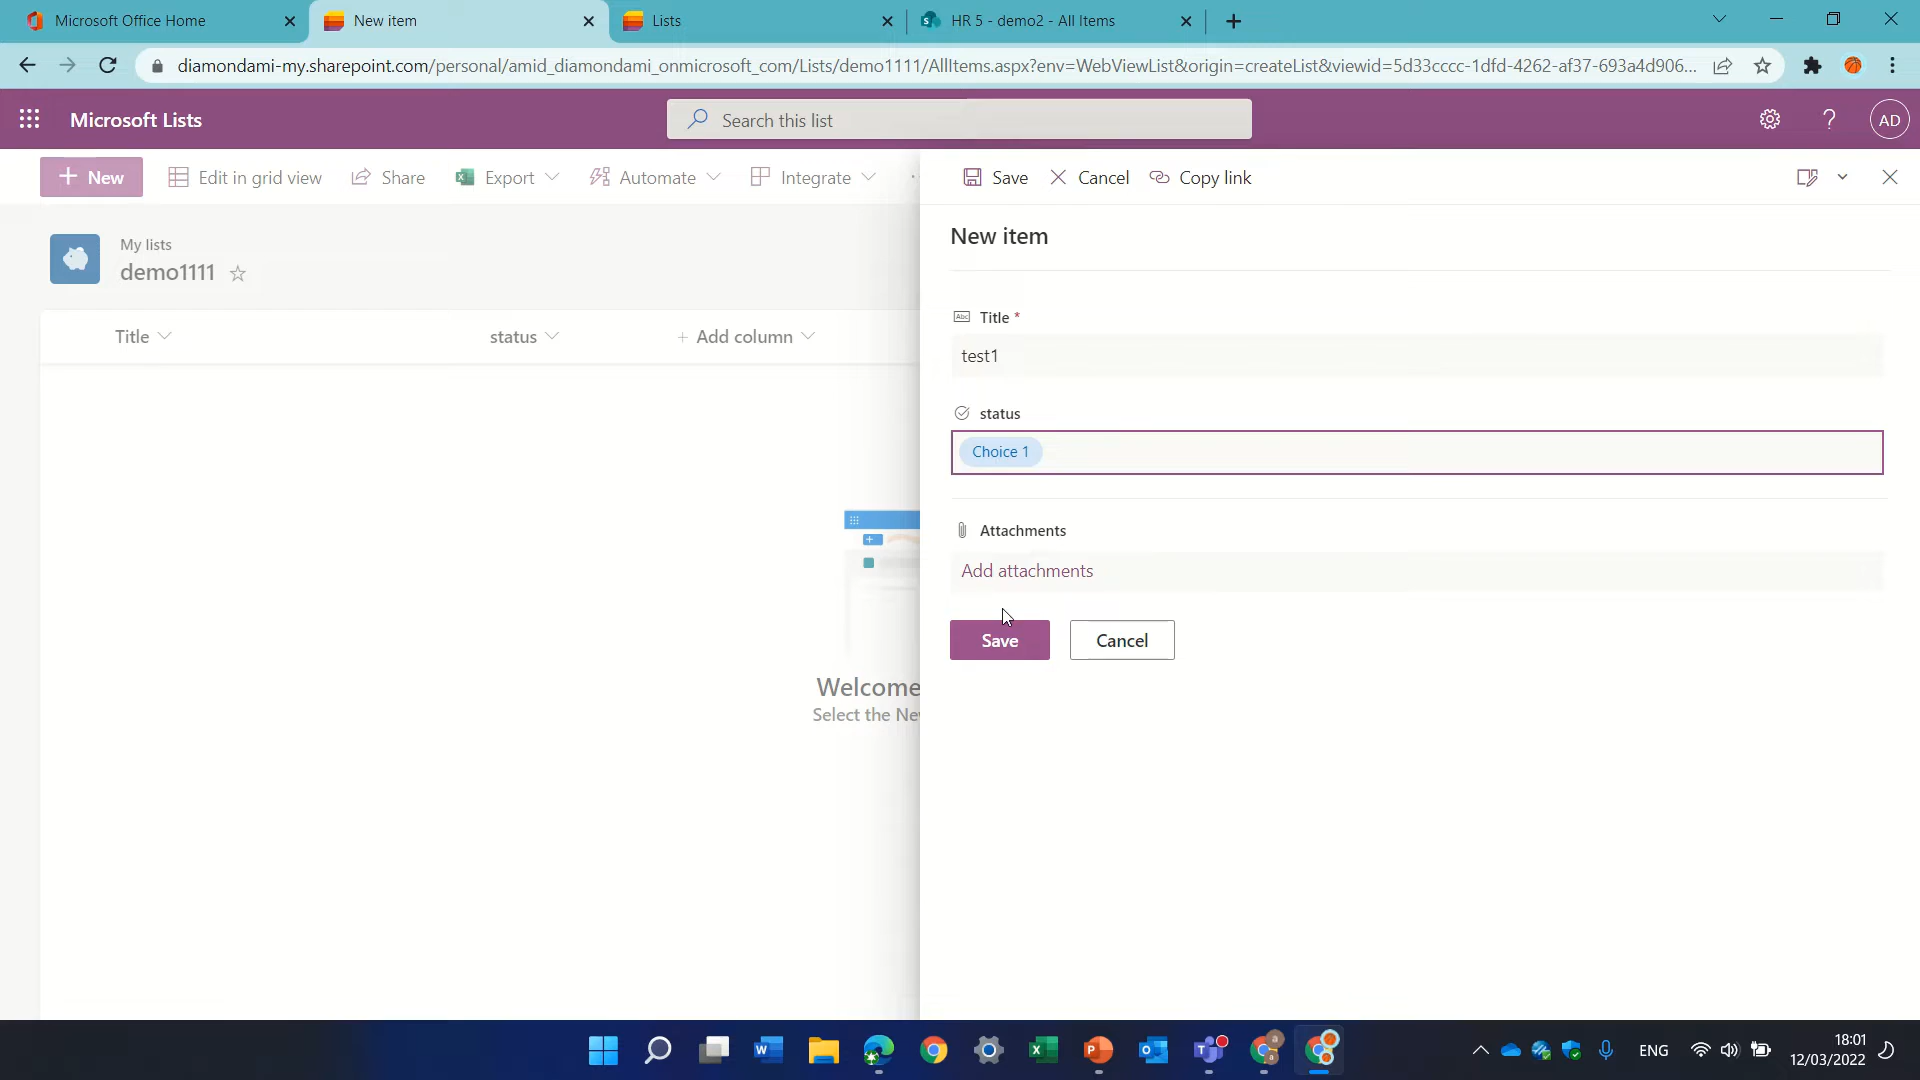 Microsoft Office Home
New item
Lists
HR 5 - demo2 - All Items
diamondami-my.sharepoint.com/personal/amid_diamondami_onmicrosoft_com/Lists/demo1111/AllItems.aspx?env=WebViewList&origin=createList&viewid=5d33cccc-1dfd-4262-af37-693a4d906...
Microsoft Lists
Search this list
AD
New
Edit in grid view
Share
Export
Automate
Integrate
Save
Cancel
Copy link
My lists
demo1111
Title
status
+ Add column
Welcome
Select the Ne
New item
Abc
Title *
test1
status
Choice 1
Attachments
Add attachments
Save
Cancel
ENG
18:01
12/03/2022